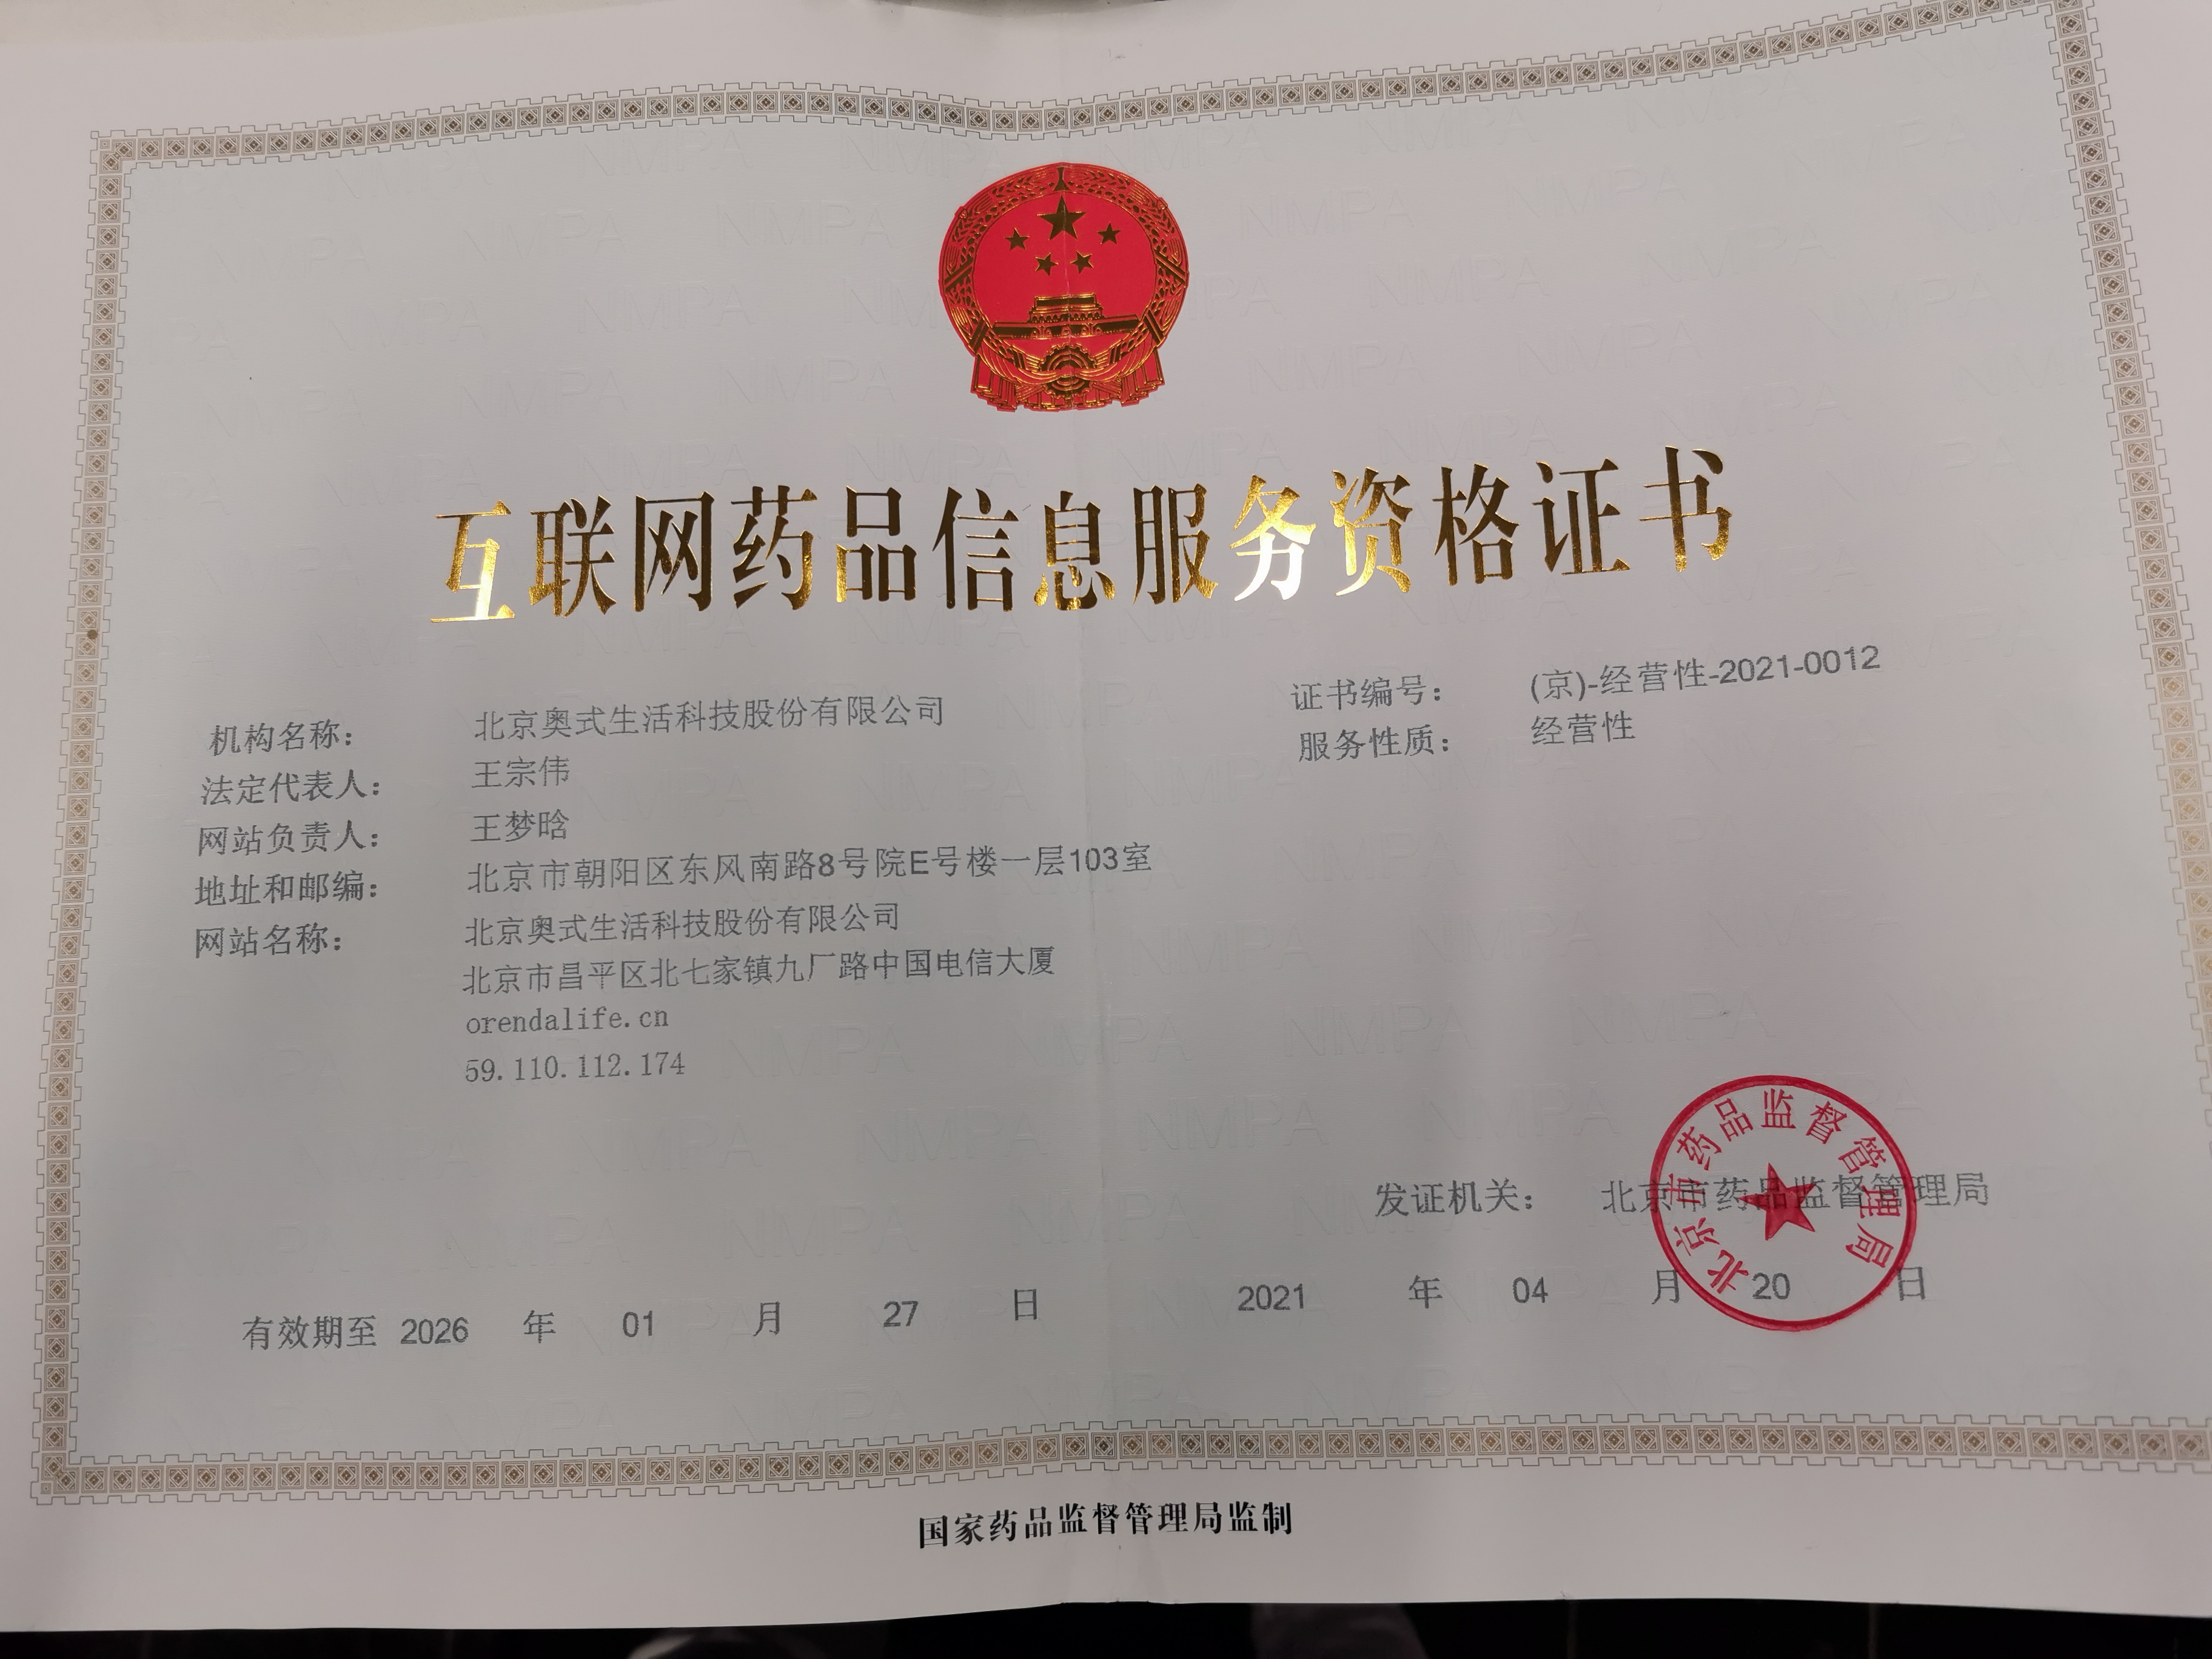 互联网药品信息服务资格证书
证书编号： (京)-经营性-2021-0012
服务性质： 经营性
机构名称： 北京奥式生活科技股份有限公司
法定代表人： 王宗伟
网站负责人： 王梦晗
地址和邮编： 北京市朝阳区东风南路8号院E号楼一层103室
网站名称： 北京奥式生活科技股份有限公司
北京市昌平区北七家镇九厂路中国电信大厦
orendalife.cn
59.110.112.174
发证机关： 北京市药品监督管理局
北京市药品监督管理局
有效期至 2026 年 01 月 27 日
2021 年 04 月 20 日
国家药品监督管理局监制
NMPA